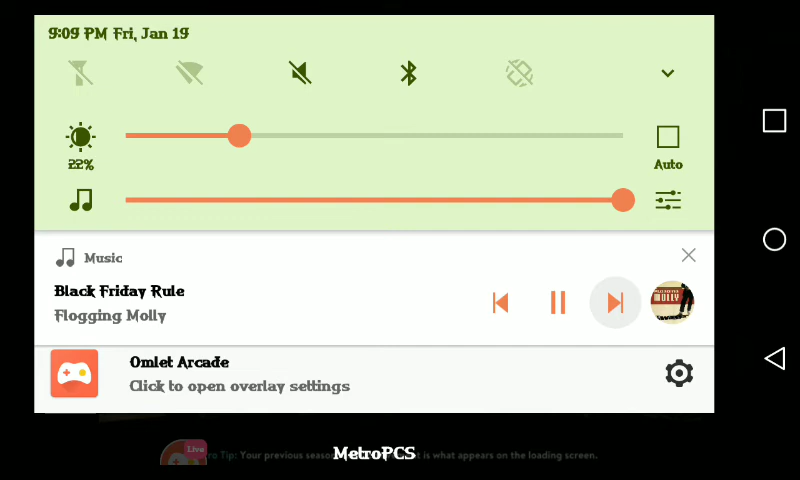 9:09 PM Fri, Jan 19
22%
Auto
Music
Black Friday Rule
Flogging Molly
MOLLY
Omlet Arcade
Click to open overlay settings
Live
Tip: Your previous is what appears on the loading screen.
MetroPCS